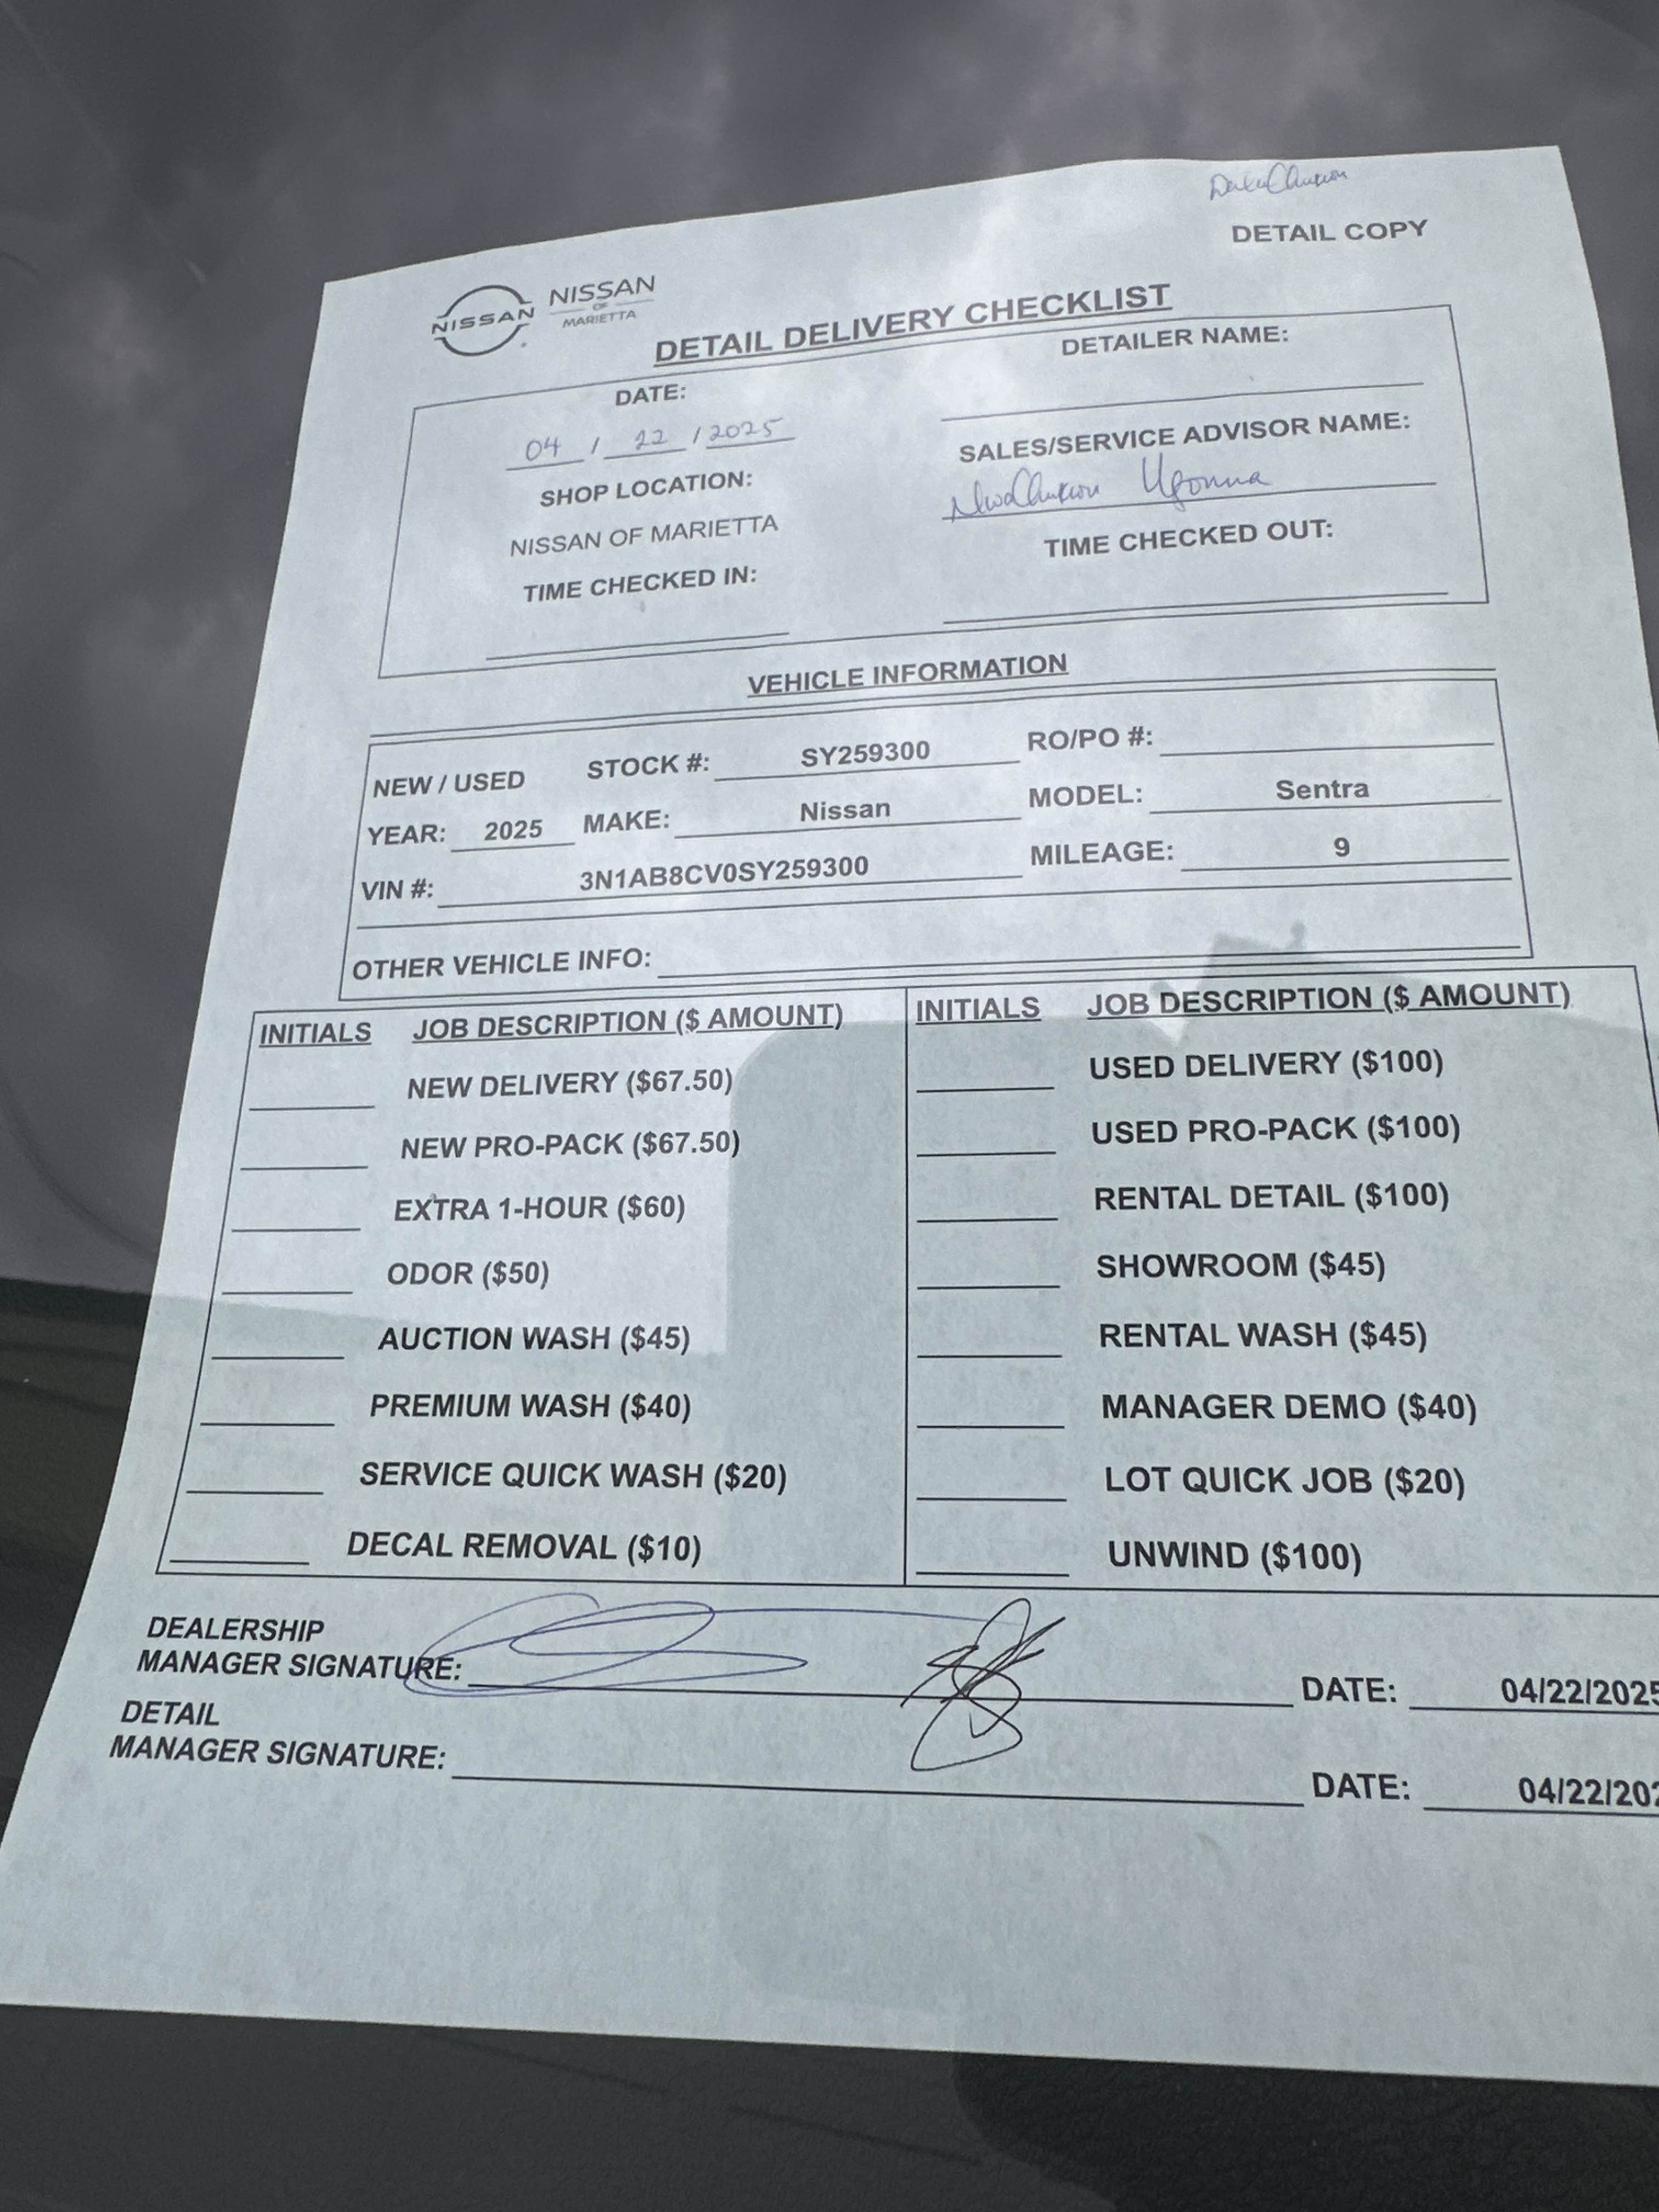 DETAIL COPY
NISSAN
NISSAN
OF
MARIETTA
DETAIL DELIVERY CHECKLIST
DATE:
04 / 22 / 2025
SHOP LOCATION:
NISSAN OF MARIETTA
TIME CHECKED IN:
DETAILER NAME:
SALES/SERVICE ADVISOR NAME:
Ugonna
TIME CHECKED OUT:
VEHICLE INFORMATION
NEW / USED STOCK #: SY259300 RO/PO #:
YEAR: 2025 MAKE: Nissan MODEL: Sentra
VIN #: 3N1AB8CV0SY259300 MILEAGE: 9
OTHER VEHICLE INFO:
INITIALS JOB DESCRIPTION ($ AMOUNT)
NEW DELIVERY ($67.50)
NEW PRO-PACK ($67.50)
EXTRA 1-HOUR ($60)
ODOR ($50)
AUCTION WASH ($45)
PREMIUM WASH ($40)
SERVICE QUICK WASH ($20)
DECAL REMOVAL ($10)
INITIALS JOB DESCRIPTION ($ AMOUNT)
USED DELIVERY ($100)
USED PRO-PACK ($100)
RENTAL DETAIL ($100)
SHOWROOM ($45)
RENTAL WASH ($45)
MANAGER DEMO ($40)
LOT QUICK JOB ($20)
UNWIND ($100)
DEALERSHIP
MANAGER SIGNATURE: DATE: 04/22/2025
DETAIL
MANAGER SIGNATURE: DATE: 04/22/202